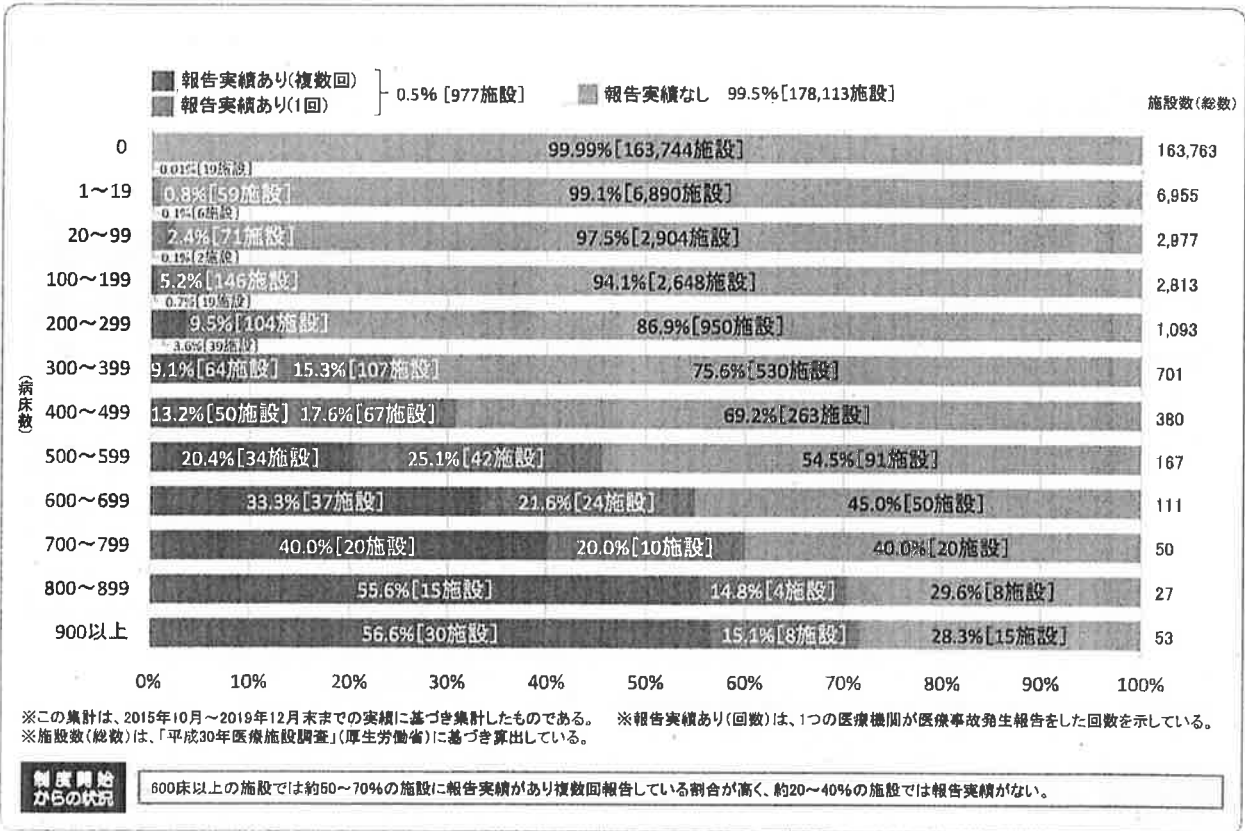 報告実績あり(複数回)
報告実績あり(1回)
0.5% [977施設]
報告実績なし 99.5%[178,113施設]
施設数(総数)
(病床数)
0 99.99%[163,744施設] 163,763
0.01%[19施設]
1～19 0.8%[59施設] 99.1%[6,890施設] 6,955
0.1%[6施設]
20～99 2.4%[71施設] 97.5%[2,904施設] 2,977
0.1%[2施設]
100～199 5.2%[146施設] 94.1%[2,648施設] 2,813
0.7%[19施設]
200～299 9.5%[104施設] 86.9%[950施設] 1,093
3.6%[39施設]
300～399 9.1%[64施設] 15.3%[107施設] 75.6%[530施設] 701
400～499 13.2%[50施設] 17.6%[67施設] 69.2%[263施設] 380
500～599 20.4%[34施設] 25.1%[42施設] 54.5%[91施設] 167
600～699 33.3%[37施設] 21.6%[24施設] 45.0%[50施設] 111
700～799 40.0%[20施設] 20.0%[10施設] 40.0%[20施設] 50
800～899 55.6%[15施設] 14.8%[4施設] 29.6%[8施設] 27
900以上 56.6%[30施設] 15.1%[8施設] 28.3%[15施設] 53
0% 10% 20% 30% 40% 50% 60% 70% 80% 90% 100%
※この集計は、2015年10月～2019年12月末までの実績に基づき集計したものである。 ※報告実績あり(回数)は、1つの医療機関が医療事故発生報告をした回数を示している。
※施設数(総数)は、「平成30年医療施設調査」(厚生労働省)に基づき算出している。
制度開始
からの状況
600床以上の施設では約50～70%の施設に報告実績があり複数回報告している割合が高く、約20～40%の施設では報告実績がない。